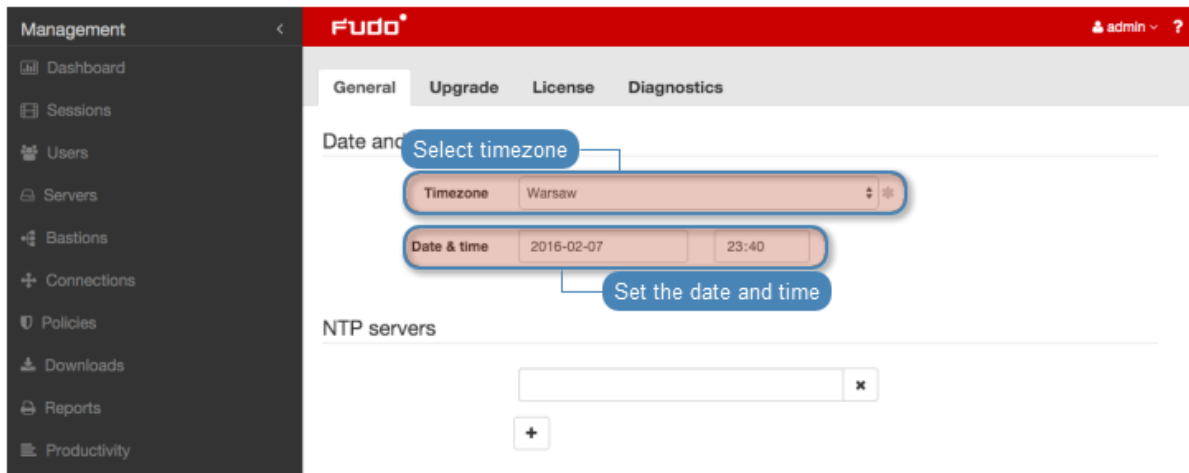 Management
Dashboard
Sessions
Users
Servers
Bastions
Connections
Policies
Downloads
Reports
Productivity
FUDO
admin
?
General Upgrade License Diagnostics
Date and
Select timezone
Timezone Warsaw
Date & time 2016-02-07 23:40
Set the date and time
NTP servers